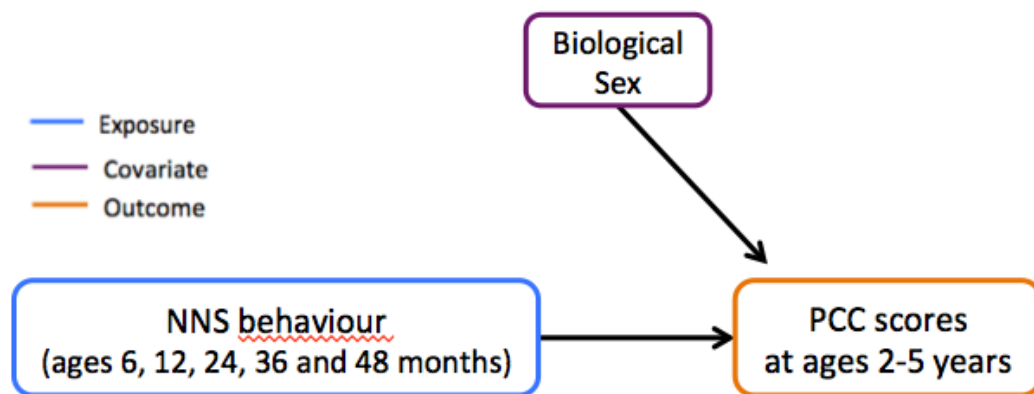 Biological
Sex
Exposure
Covariate
Outcome
NNS behaviour
(ages 6, 12, 24, 36 and 48 months)
PCC scores
at ages 2-5 years